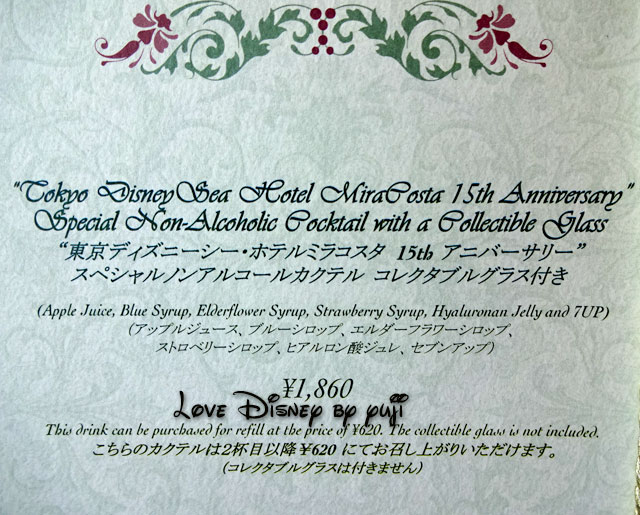 "Tokyo DisneySea Hotel MiraCosta 15th Anniversary"
Special Non-Alcoholic Cocktail with a Collectible Glass
“東京ディズニーシー・ホテルミラコスタ 15th アニバーサリー”
スペシャルノンアルコールカクテル コレクタブルグラス付き
(Apple Juice, Blue Syrup, Elderflower Syrup, Strawberry Syrup, Hyaluronan Jelly and 7UP)
(アップルジュース、ブルーシロップ、エルダーフラワーシロップ、
ストロベリーシロップ、ヒアルロン酸ジュレ、セブンアップ)
¥1,860
Love Disney by yuji
This drink can be purchased for refill at the price of ¥620. The collectible glass is not included.
こちらのカクテルは2杯目以降¥620 にてお召し上がりいただけます。
(コレクタブルグラスは付きません)